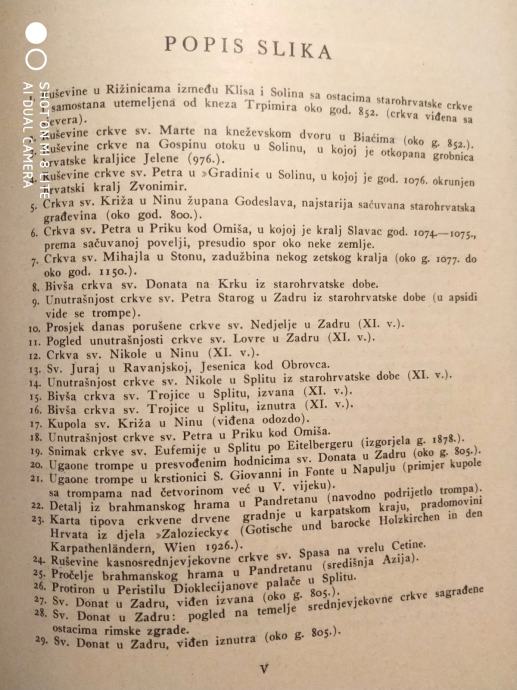 POPIS SLIKA
Ruševine u Rižinicama između Klisa i Solina sa ostacima starohrvatske crkve
samostana utemeljena od kneza Trpimira oko god. 852. (crkva viđena sa
severa).
Ruševine crkve sv. Marte na kneževskom dvoru u Biaćima (oko g. 852.).
Ruševine crkve na Gospinu otoku u Solinu, u kojoj je otkopana grobnica
hrvatske kraljice Jelene (976.).
4. Ruševine crkve sv. Petra u »Gradini« u Solinu, u kojoj je god. 1076. okrunjen
hrvatski kralj Zvonimir.
5. Crkva sv. Križa u Ninu župana Godeslava, najstarija sačuvana starohrvatska
građevina (oko god. 800.).
6. Crkva sv. Petra u Priku kod Omiša, u kojoj je kralj Slavac god. 1074.—1075.,
prema sačuvanoj povelji, presudio spor oko neke zemlje.
7. Crkva sv. Mihajla u Stonu, zadužbina nekog zetskog kralja (oko g. 1077. do
oko god. 1150.).
8. Bivša crkva sv. Donata na Krku iz starohrvatske dobe.
9. Unutrašnjost crkve sv. Petra Starog u Zadru iz starohrvatske dobe (u apsidi
vide se trompe).
10. Prosjek danas porušene crkve sv. Nedjelje u Zadru (XI. v.).
11. Pogled unutrašnjosti crkve sv. Lovre u Zadru (XI. v.).
12. Crkva sv. Nikole u Ninu (XI. v.).
13. Sv. Juraj u Ravanjskoj, Jesenica kod Obrovca.
14. Unutrašnjost crkve sv. Nikole u Splitu iz starohrvatske dobe (XI. v.).
15. Bivša crkva sv. Trojice u Splitu, izvana (XI. v.).
16. Bivša crkva sv. Trojice u Splitu, iznutra (XI. v.).
17. Kupola sv. Križa u Ninu (viđena odozdo).
18. Unutrašnjost crkve sv. Petra u Priku kod Omiša.
19. Snimak crkve sv. Eufemije u Splitu po Eitelbergeru (izgorjela g. 1878.).
20. Ugaone trompe u presvođenim hodnicima sv. Donata u Zadru (oko g. 805.).
21. Ugaone trompe u krstionici S. Giovanni in Fonte u Napulju (primjer kupole
sa trompama nad četvorinom već u V. vijeku).
22. Detalj iz brahmanskog hrama u Pandretanu (navodno podrijetlo trompa).
23. Karta tipova crkvene drvene gradnje u karpatskom kraju, pradomovini
Hrvata iz djela »Zaloziecky« (Gotische und barocke Holzkirchen in den
Karpathenländern, Wien 1926.).
24. Ruševine kasnosrednjevjekovne crkve sv. Spasa na vrelu Cetine.
25. Pročelje brahmanskog hrama u Pandretanu (središnja Azija).
26. Protiron u Peristilu Dioklecijanove palače u Splitu.
27. Sv. Donat u Zadru, viđen izvana (oko g. 805.).
28. Sv. Donat u Zadru: pogled na temelje srednjevjekovne crkve sagrađene
ostacima rimske zgrade.
29. Sv. Donat u Zadru, viđen iznutra (oko g. 805.).
V
SHOT ON MI 8 LITE
AI DUAL CAMERA